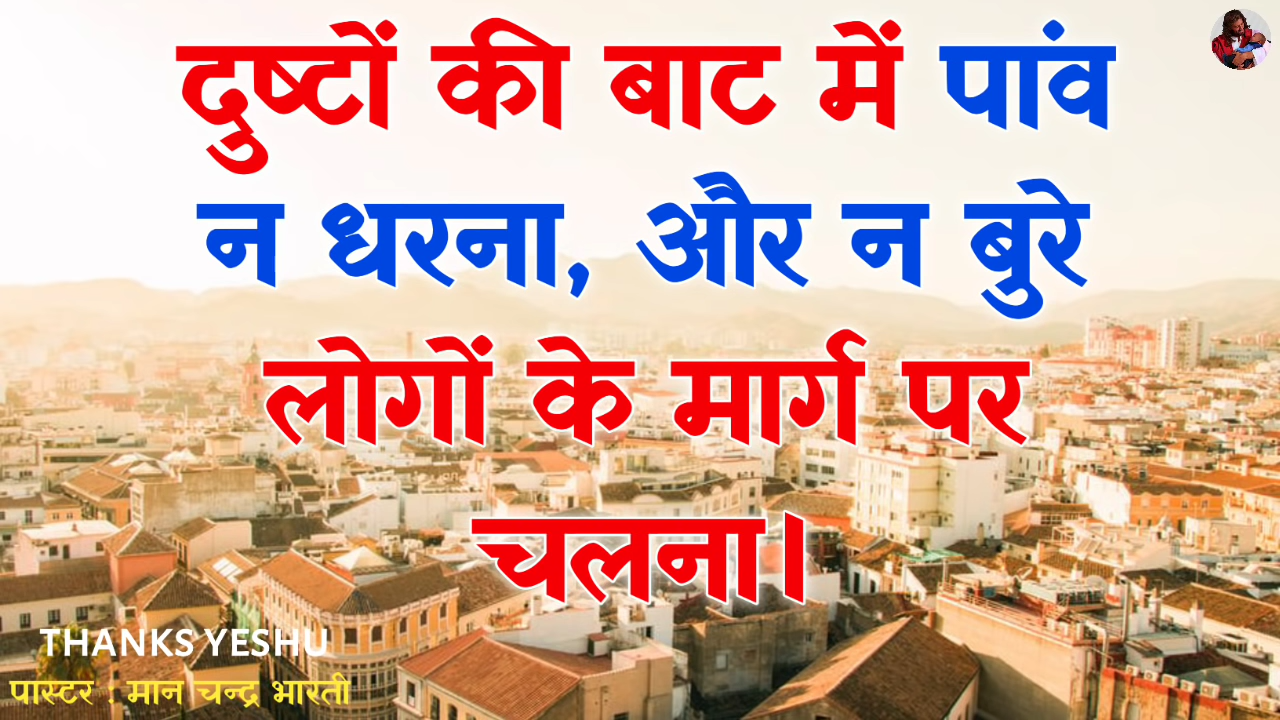 दुष्टों की बाट में पांव
न धरना, और न बुरे
लोगों के मार्ग पर
चलना।
THANKS YESHU
पास्टर : मान चन्द्र भारती